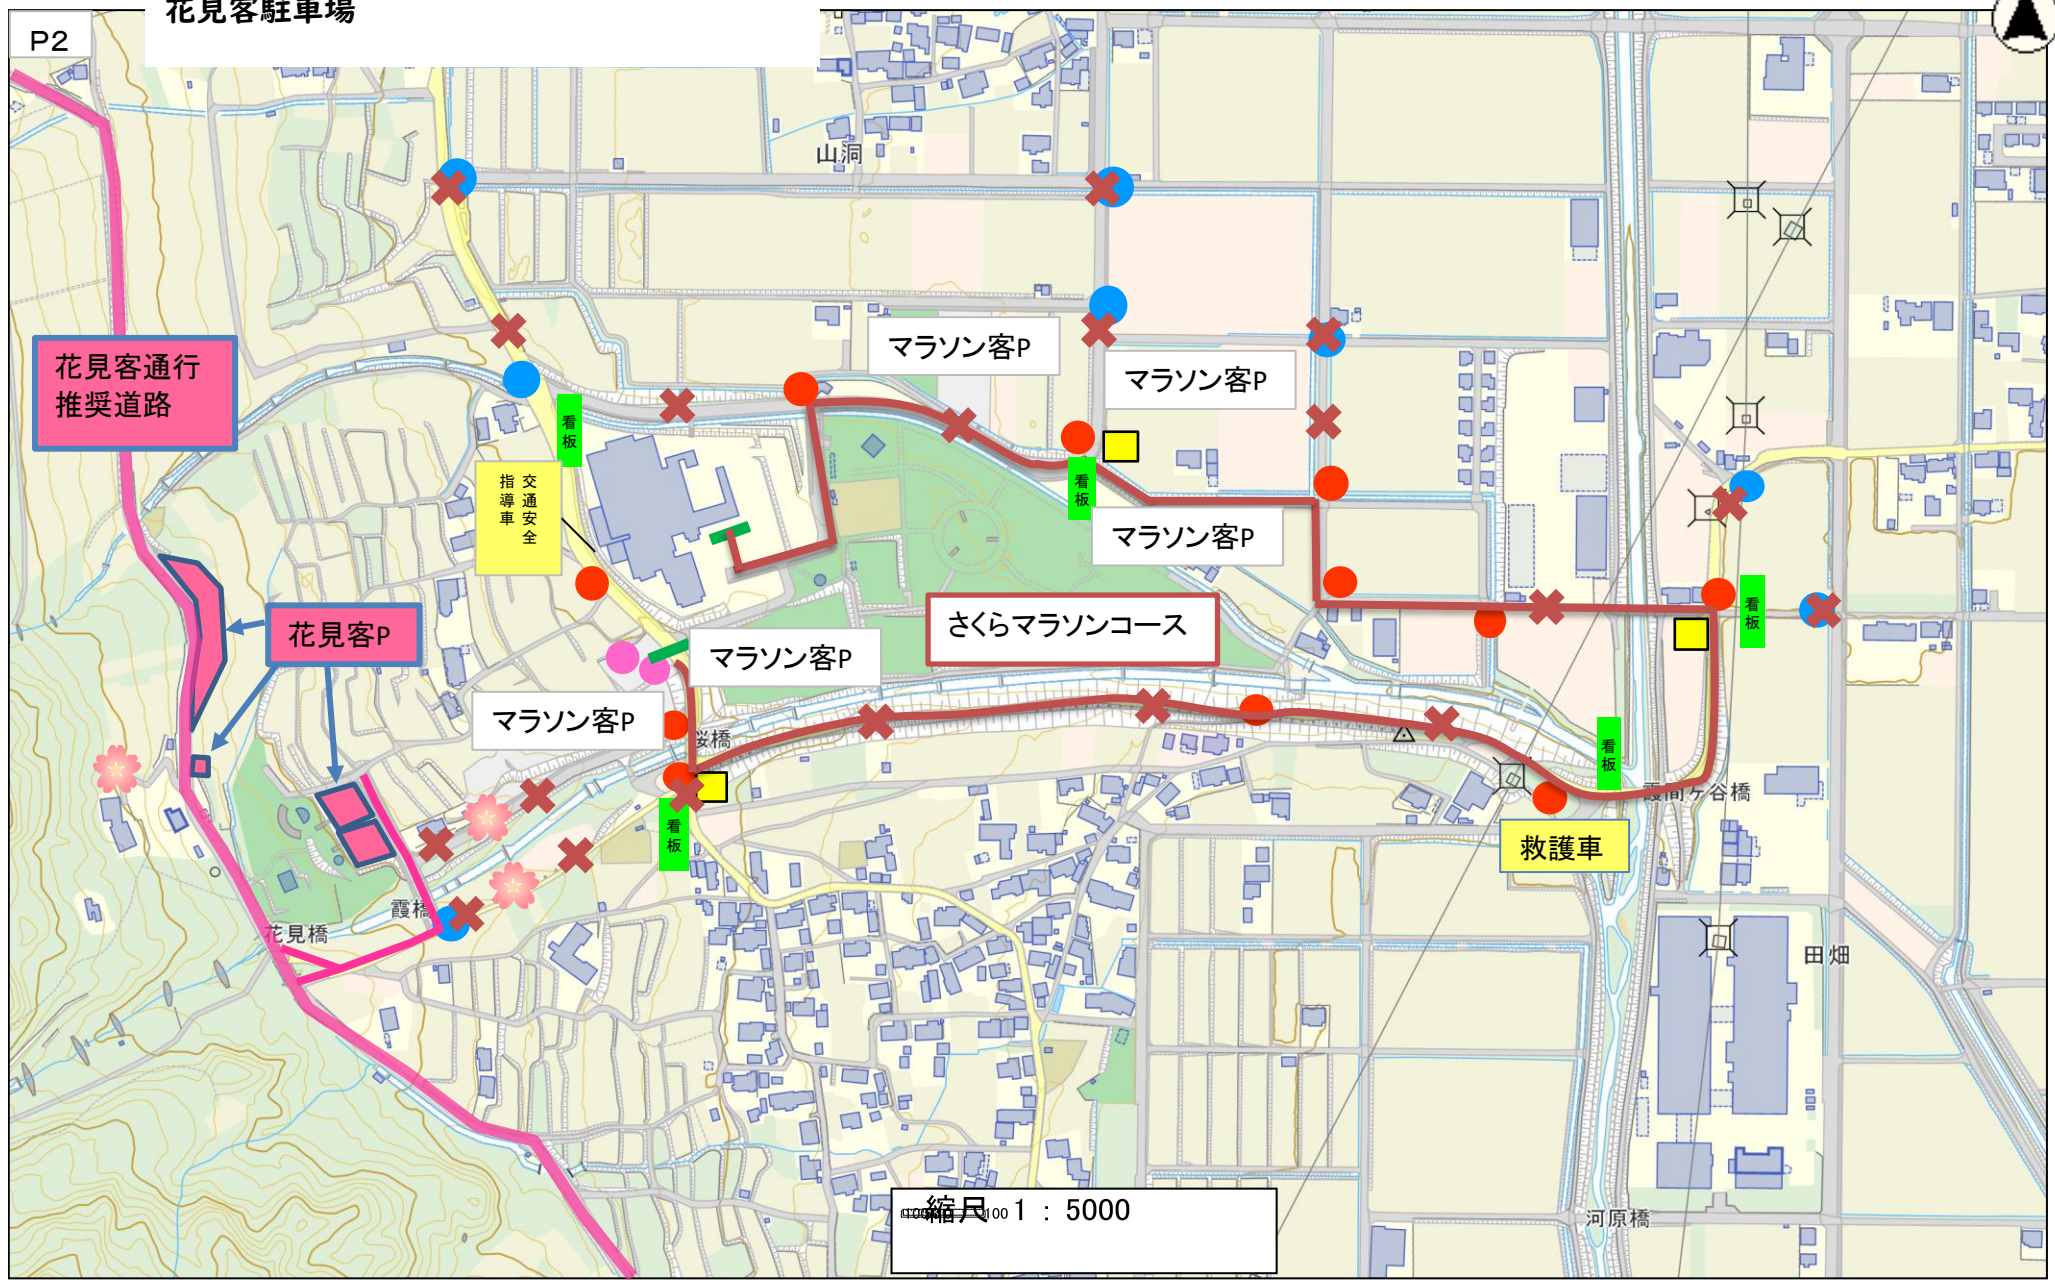 花見客駐車場
P2
山洞
マラソン客P
マラソン客P
花見客通行
推奨道路
看板
交通安全
指導車
看板
マラソン客P
看板
さくらマラソンコース
花見客P
マラソン客P
マラソン客P
桜橋
看板
霞間ヶ谷橋
看板
救護車
霞橋
花見橋
田畑
縮尺 1 : 5000
100
河原橋